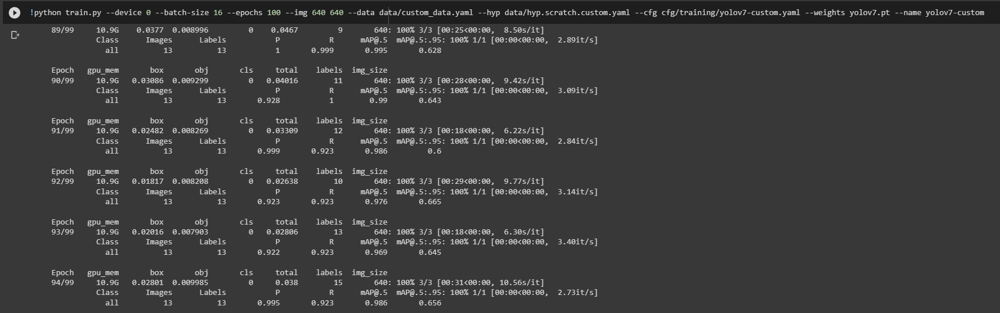 !python train.py --device 0 --batch-size 16 --epochs 100 --img 640 640 --data data/custom_data.yaml --hyp data/hyp.scratch.custom.yaml --cfg cfg/training/yolov7-custom.yaml --weights yolov7.pt --name yolov7-custom
89/99 10.9G 0.0377 0.008996 0 0.0467 9 640: 100% 3/3 [00:25<00:00, 8.50s/it]
Class Images Labels P R mAP@.5 mAP@.5:.95: 100% 1/1 [00:00<00:00, 2.89it/s]
all 13 13 1 0.999 0.995 0.628
Epoch gpu_mem box obj cls total labels img_size
90/99 10.9G 0.03086 0.009299 0 0.04016 11 640: 100% 3/3 [00:28<00:00, 9.42s/it]
Class Images Labels P R mAP@.5 mAP@.5:.95: 100% 1/1 [00:00<00:00, 3.09it/s]
all 13 13 0.928 1 0.99 0.643
Epoch gpu_mem box obj cls total labels img_size
91/99 10.9G 0.02482 0.008269 0 0.03309 12 640: 100% 3/3 [00:18<00:00, 6.22s/it]
Class Images Labels P R mAP@.5 mAP@.5:.95: 100% 1/1 [00:00<00:00, 2.84it/s]
all 13 13 0.999 0.923 0.986 0.6
Epoch gpu_mem box obj cls total labels img_size
92/99 10.9G 0.01817 0.008208 0 0.02638 10 640: 100% 3/3 [00:29<00:00, 9.77s/it]
Class Images Labels P R mAP@.5 mAP@.5:.95: 100% 1/1 [00:00<00:00, 3.14it/s]
all 13 13 0.923 0.923 0.976 0.665
Epoch gpu_mem box obj cls total labels img_size
93/99 10.9G 0.02016 0.007903 0 0.02806 13 640: 100% 3/3 [00:18<00:00, 6.30s/it]
Class Images Labels P R mAP@.5 mAP@.5:.95: 100% 1/1 [00:00<00:00, 3.40it/s]
all 13 13 0.922 0.923 0.969 0.645
Epoch gpu_mem box obj cls total labels img_size
94/99 10.9G 0.02801 0.009985 0 0.038 15 640: 100% 3/3 [00:31<00:00, 10.56s/it]
Class Images Labels P R mAP@.5 mAP@.5:.95: 100% 1/1 [00:00<00:00, 2.73it/s]
all 13 13 0.995 0.923 0.986 0.656